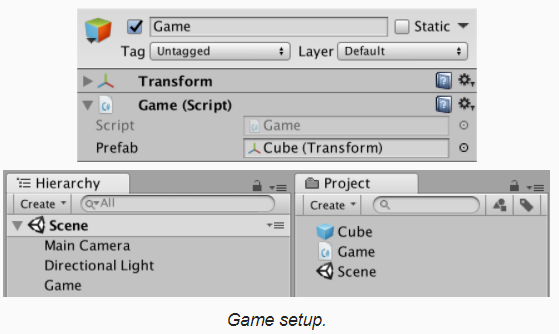 Game Static
Tag Untagged Layer Default
Transform
Game (Script)
Script Game
Prefab Cube (Transform)
Hierarchy
Create All
Scene
Main Camera
Directional Light
Game
Project
Create
Cube
Game
Scene
Game setup.